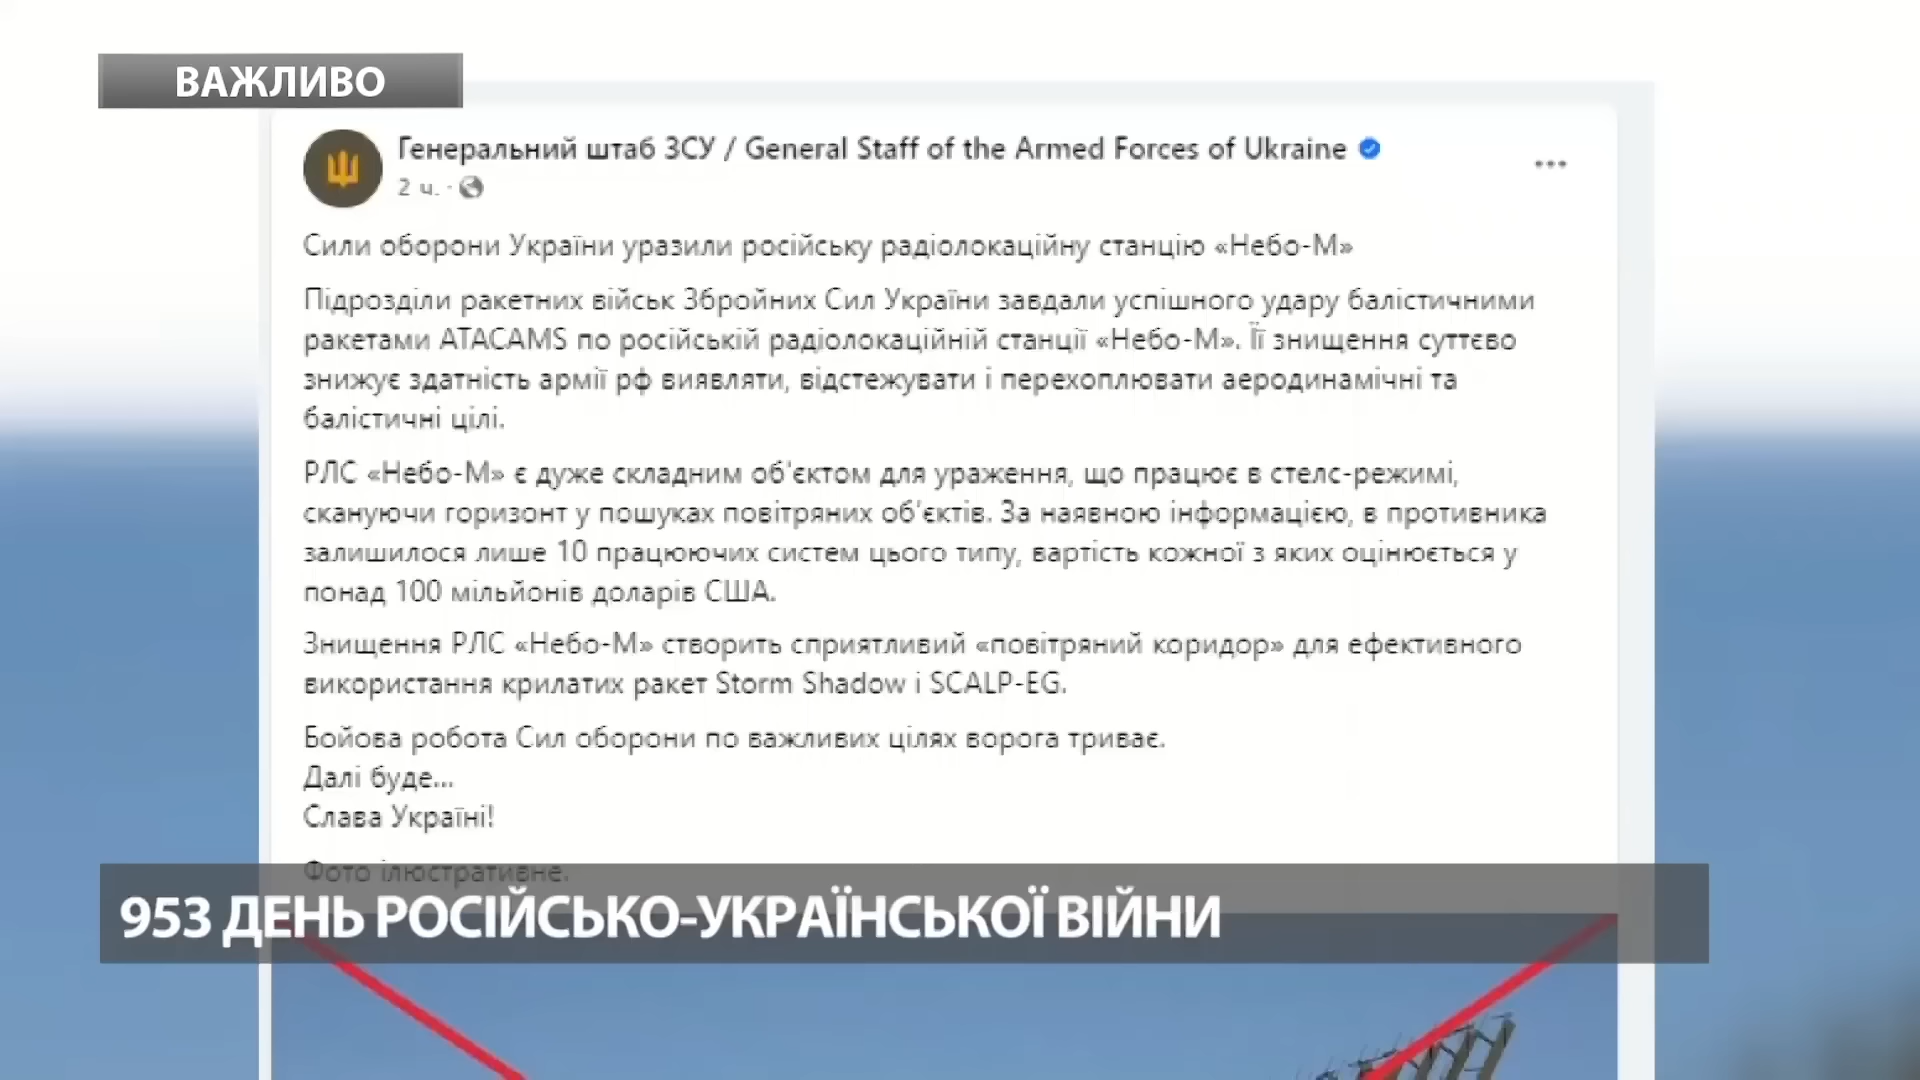 ВАЖЛИВО
Генеральний штаб ЗСУ / General Staff of the Armed Forces of Ukraine
2 ч. ·
Сили оборони України уразили російську радіолокаційну станцію «Небо-М»
Підрозділи ракетних військ Збройних Сил України завдали успішного удару балістичними
ракетами ATACAMS по російській радіолокаційній станції «Небо-М». Її знищення суттєво
знижує здатність армії рф виявляти, відстежувати і перехоплювати аеродинамічні та
балістичні цілі.
РЛС «Небо-М» є дуже складним об'єктом для ураження, що працює в стелс-режимі,
скануючи горизонт у пошуках повітряних об'єктів. За наявною інформацією, в противника
залишилося лише 10 працюючих систем цього типу, вартість кожної з яких оцінюється у
понад 100 мільйонів доларів США.
Знищення РЛС «Небо-М» створить сприятливий «повітряний коридор» для ефективного
використання крилатих ракет Storm Shadow і SCALP-EG.
Бойова робота Сил оборони по важливих цілях ворога триває.
Далі буде...
Слава Україні!
Фото ілюстративне.
953 ДЕНЬ РОСІЙСЬКО-УКРАЇНСЬКОЇ ВІЙНИ